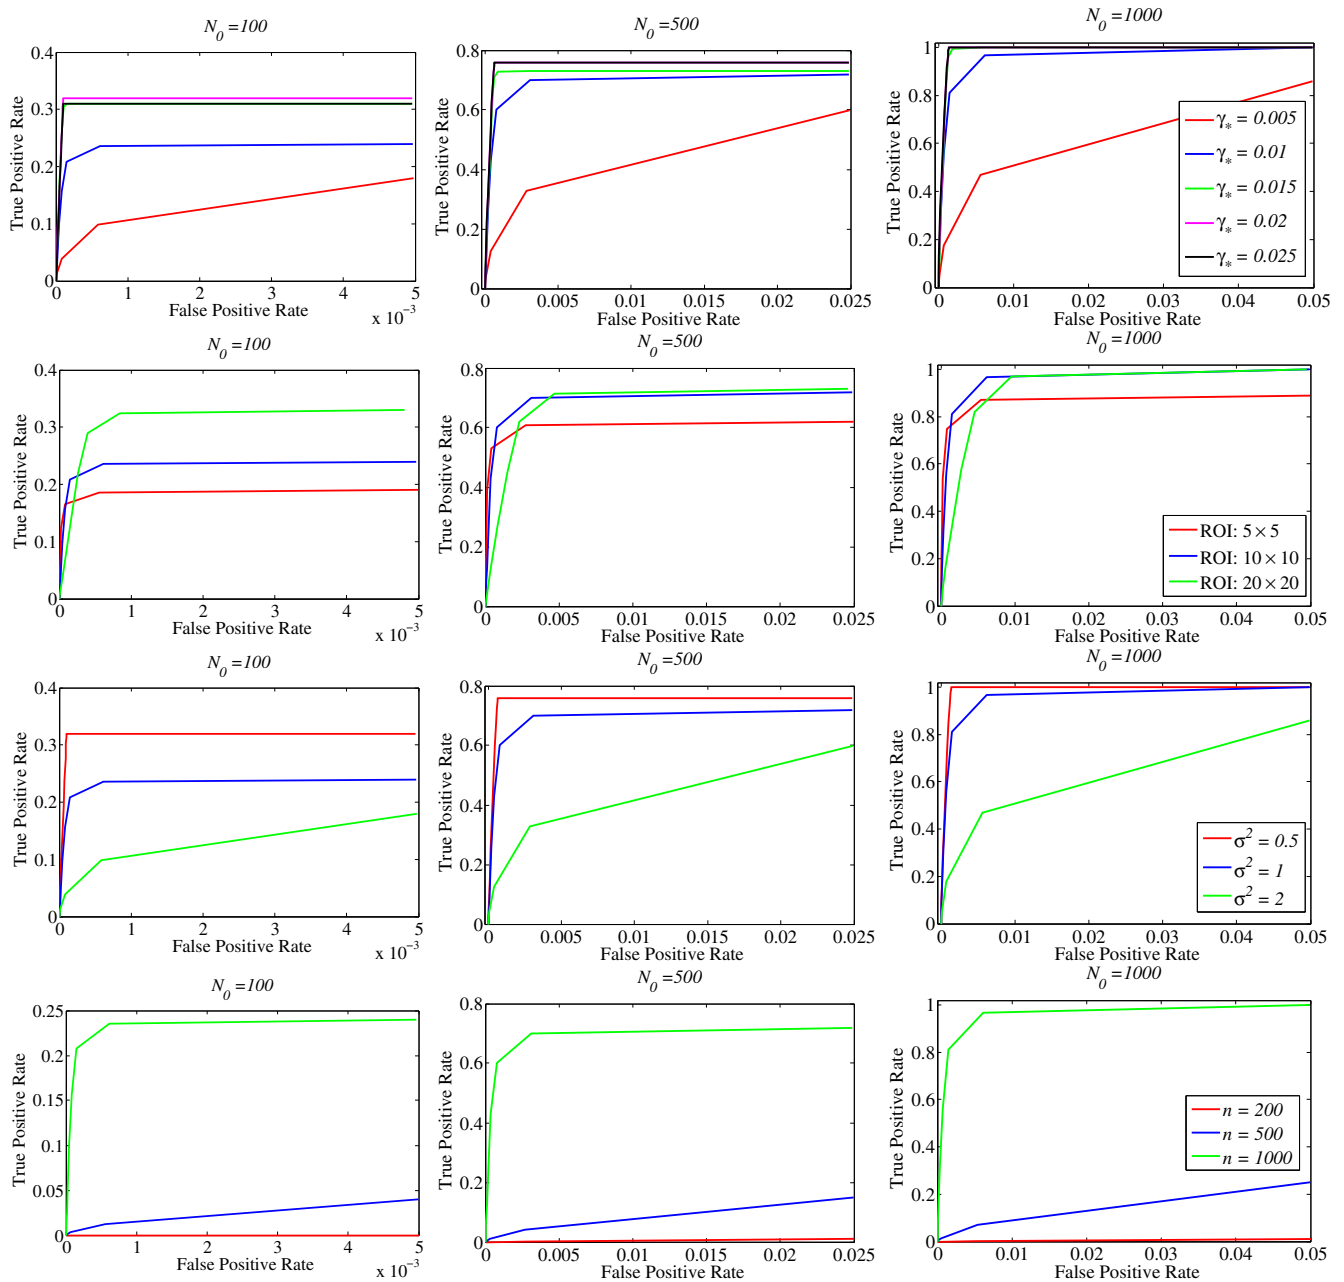 N0 =100
0.4
0.3
0.2
0.1
0
0 1 2 3 4 5
True Positive Rate
False Positive Rate
x 10−3
N0 =500
0.8
0.6
0.4
0.2
0
0 0.005 0.01 0.015 0.02 0.025
True Positive Rate
False Positive Rate
N0 =1000
1
0.8
0.6
0.4
0.2
0
0 0.01 0.02 0.03 0.04 0.05
True Positive Rate
False Positive Rate
γ* = 0.005
γ* = 0.01
γ* = 0.015
γ* = 0.02
γ* = 0.025
N0 =100
0.4
0.3
0.2
0.1
0
0 1 2 3 4 5
True Positive Rate
False Positive Rate
x 10−3
N0 =500
0.8
0.6
0.4
0.2
0
0 0.005 0.01 0.015 0.02 0.025
True Positive Rate
False Positive Rate
N0 =1000
1
0.8
0.6
0.4
0.2
0
0 0.01 0.02 0.03 0.04 0.05
True Positive Rate
False Positive Rate
ROI: 5×5
ROI: 10×10
ROI: 20×20
N0 =100
0.4
0.3
0.2
0.1
0
0 1 2 3 4 5
True Positive Rate
False Positive Rate
x 10−3
N0 =500
0.8
0.6
0.4
0.2
0
0 0.005 0.01 0.015 0.02 0.025
True Positive Rate
False Positive Rate
N0 =1000
1
0.8
0.6
0.4
0.2
0
0 0.01 0.02 0.03 0.04 0.05
True Positive Rate
False Positive Rate
σ2 = 0.5
σ2 = 1
σ2 = 2
N0 =100
0.25
0.2
0.15
0.1
0.05
0
0 1 2 3 4 5
True Positive Rate
False Positive Rate
x 10−3
N0 =500
0.8
0.6
0.4
0.2
0
0 0.005 0.01 0.015 0.02 0.025
True Positive Rate
False Positive Rate
N0 =1000
1
0.8
0.6
0.4
0.2
0
0 0.01 0.02 0.03 0.04 0.05
True Positive Rate
False Positive Rate
n = 200
n = 500
n = 1000